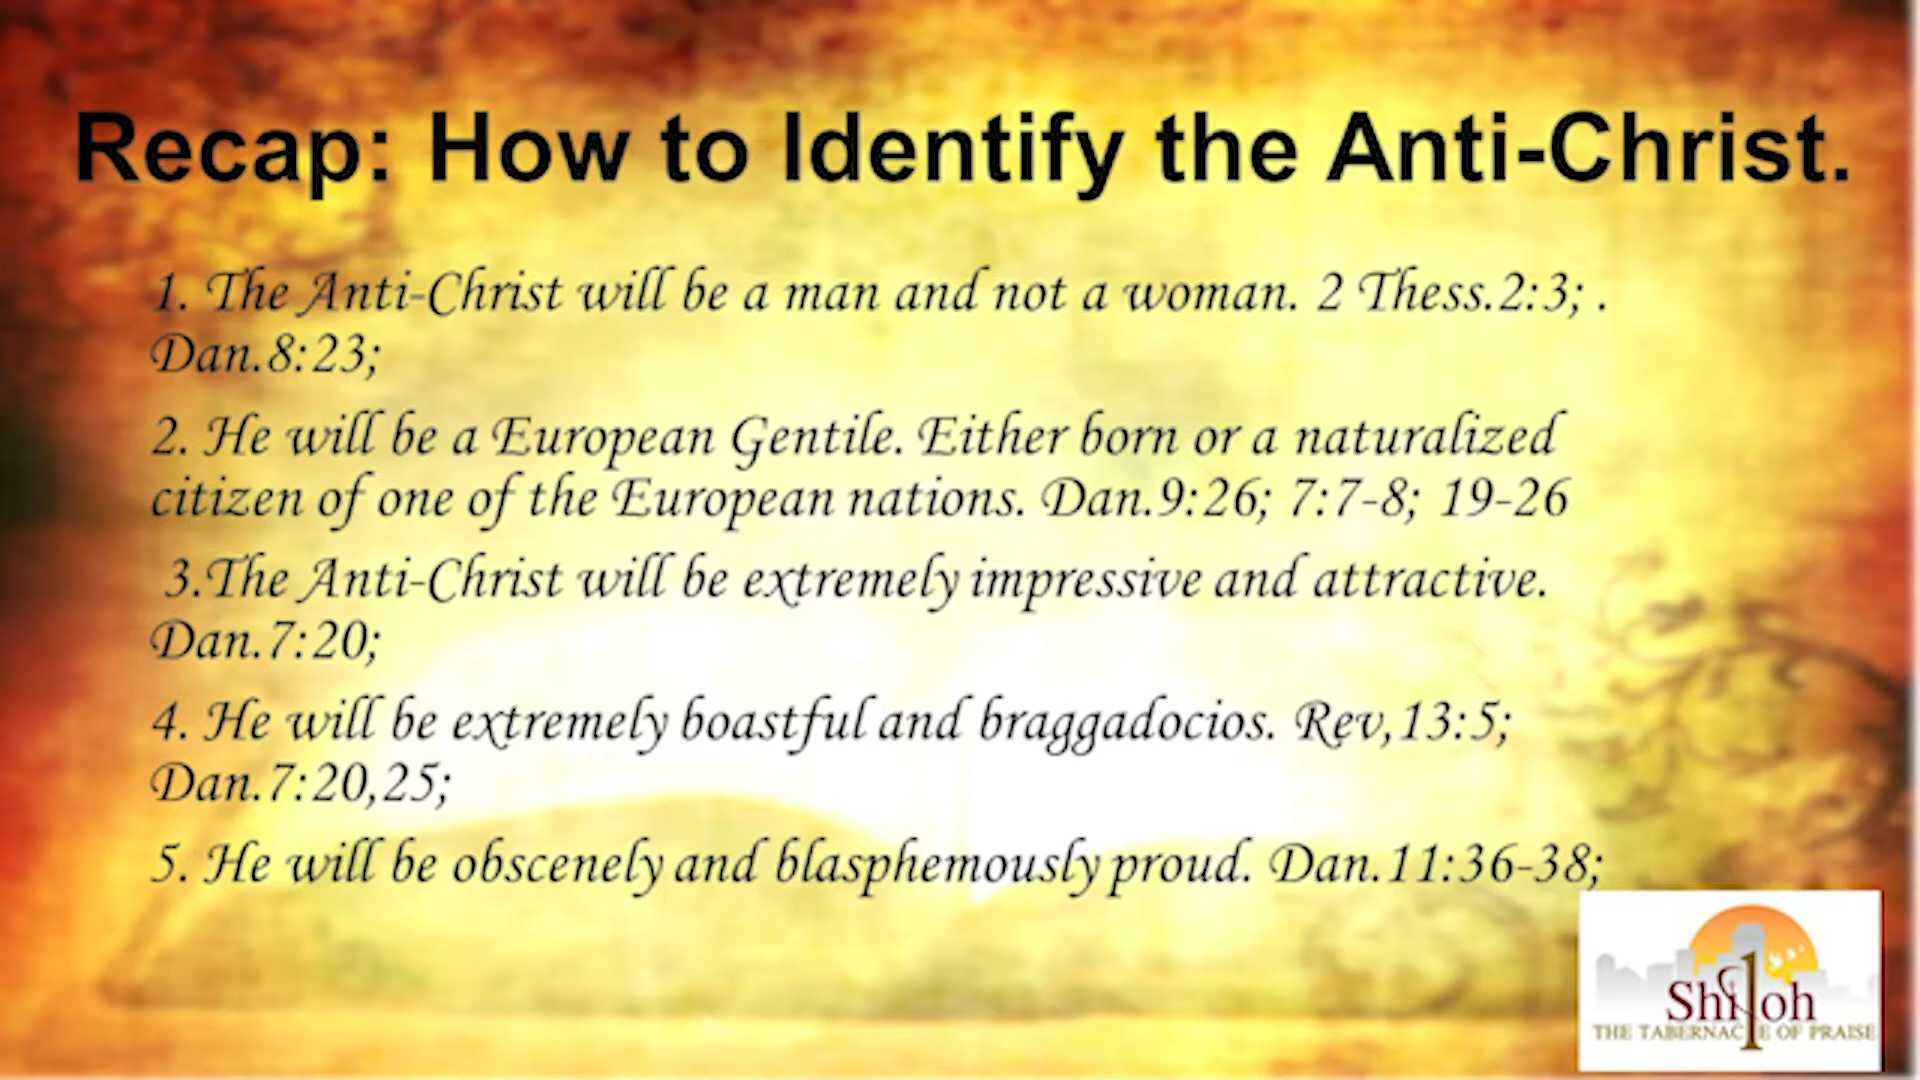 Recap: How to Identify the Anti-Christ.
1. The Anti-Christ will be a man and not a woman. 2 Thess.2:3; .
Dan.8:23;
2. He will be a European Gentile. Either born or a naturalized
citizen of one of the European nations. Dan.9:26; 7:7-8; 19-26
3.The Anti-Christ will be extremely impressive and attractive.
Dan.7:20;
4. He will be extremely boastful and braggadocios. Rev,13:5;
Dan.7:20,25;
5. He will be obscenely and blasphemously proud. Dan.11:36-38;
Shiloh
THE TABERNACLE OF PRAISE